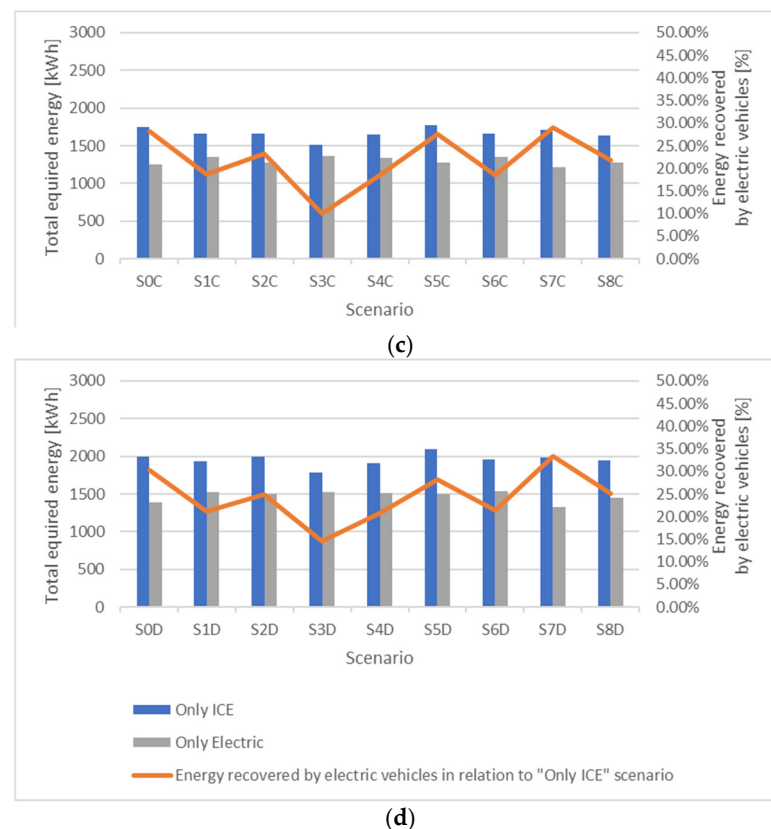 Total equired energy [kWh]
3000
2500
2000
1500
1000
500
0
50.00%
45.00%
40.00%
35.00%
30.00%
25.00%
20.00%
15.00%
10.00%
5.00%
0.00%
Energy recovered
by electric vehicles [%]
S0C S1C S2C S3C S4C S5C S6C S7C S8C
Scenario
(c)
Total equired energy [kWh]
3000
2500
2000
1500
1000
500
0
50.00%
45.00%
40.00%
35.00%
30.00%
25.00%
20.00%
15.00%
10.00%
5.00%
0.00%
Energy recovered
by electric vehicles [%]
S0D S1D S2D S3D S4D S5D S6D S7D S8D
Scenario
Only ICE
Only Electric
Energy recovered by electric vehicles in relation to "Only ICE" scenario
(d)